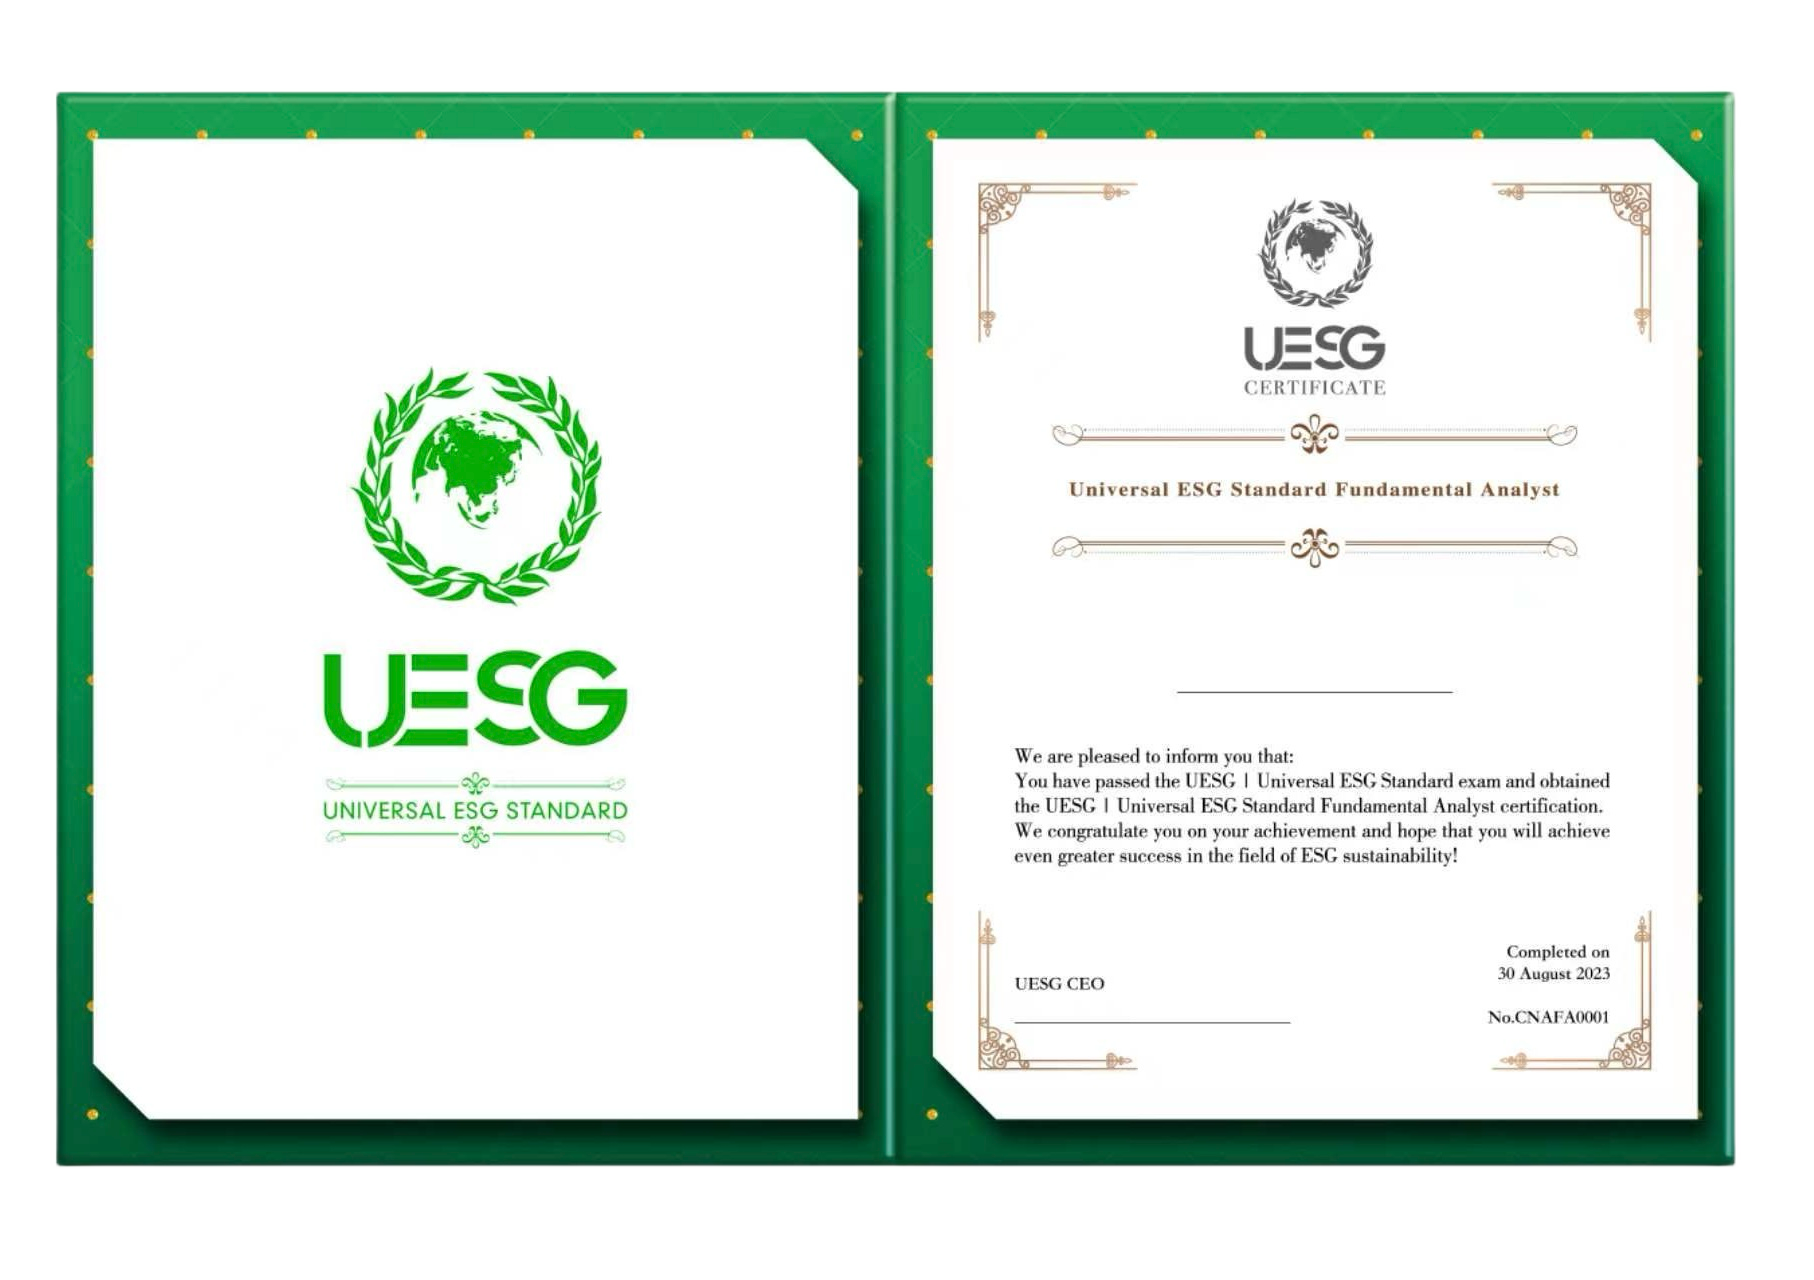 UESG
UNIVERSAL ESG STANDARD
UESG
CERTIFICATE
Universal ESG Standard Fundamental Analyst
We are pleased to inform you that:
You have passed the UESG | Universal ESG Standard exam and obtained
the UESG | Universal ESG Standard Fundamental Analyst certification.
We congratulate you on your achievement and hope that you will achieve
even greater success in the field of ESG sustainability!
UESG CEO
Completed on
30 August 2023
No.CNAFA0001